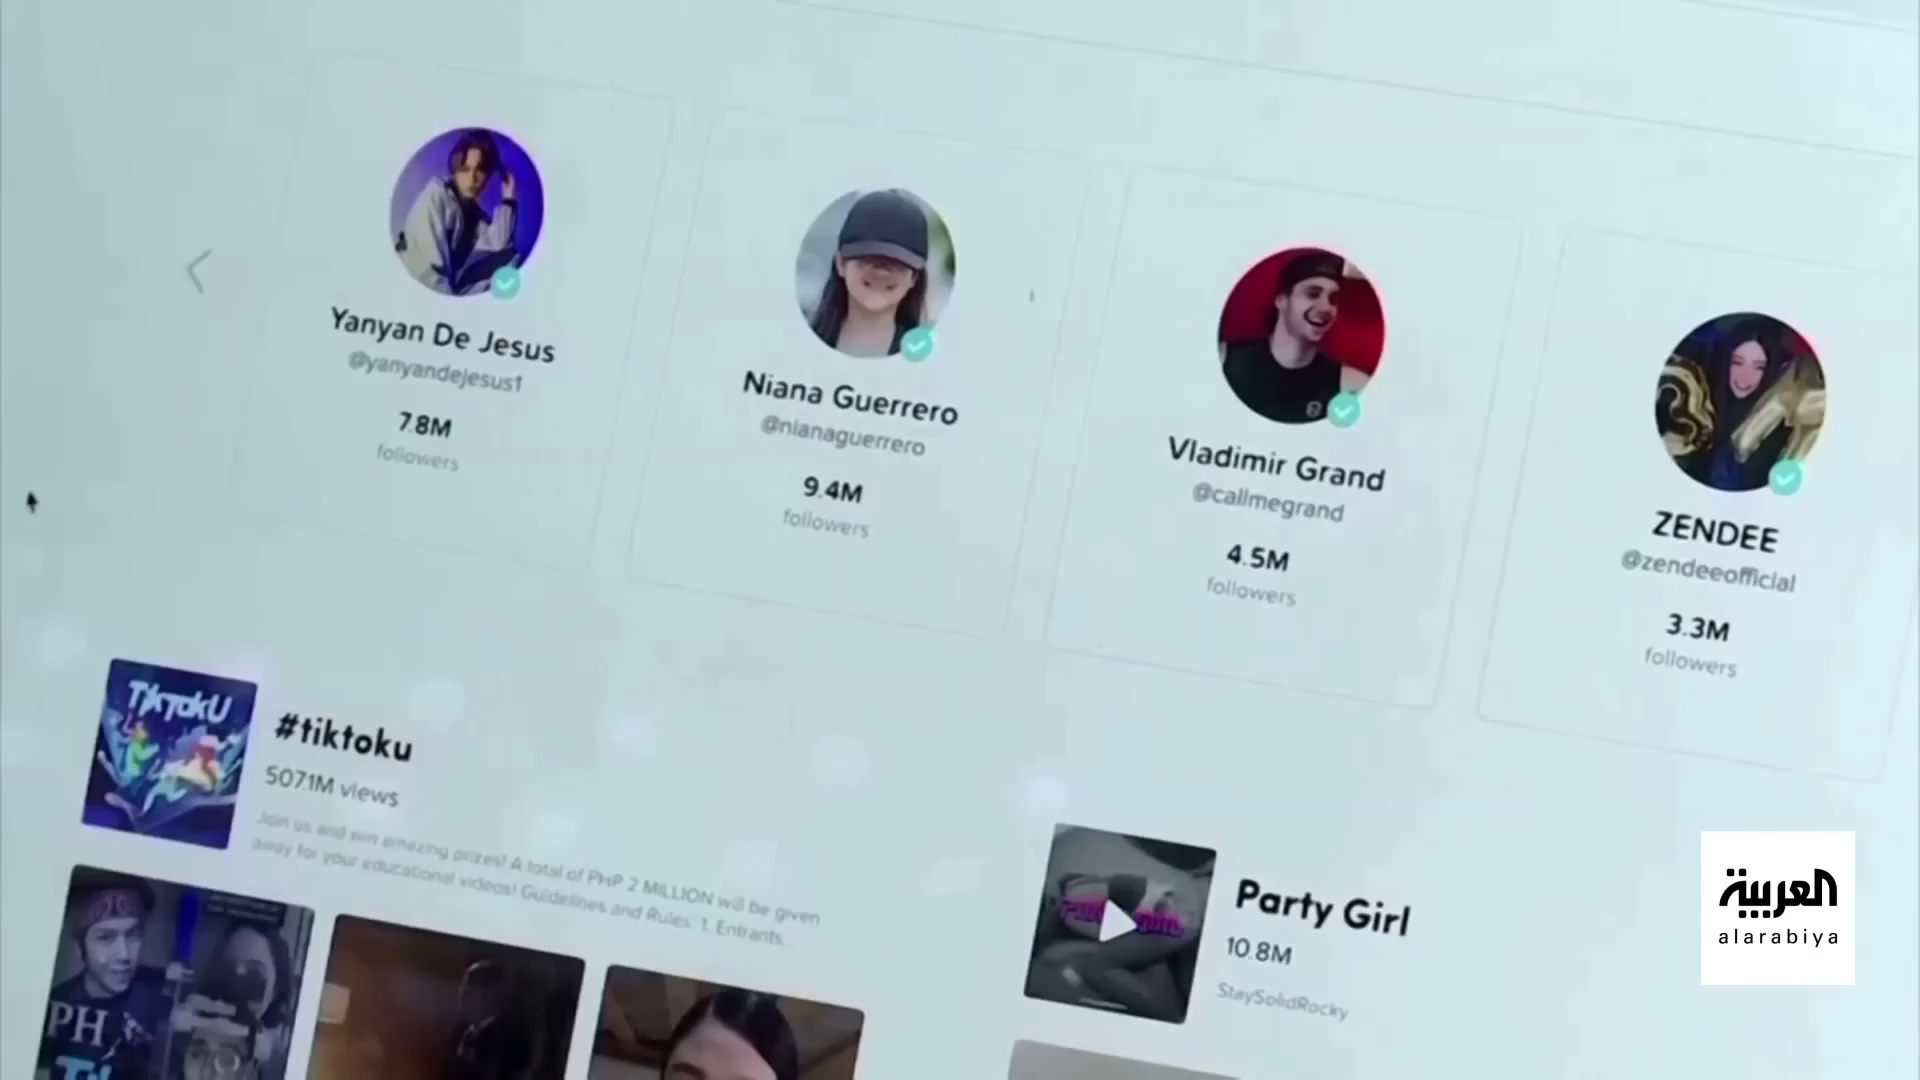 Yanyan De Jesus
@yanyandejesus1
7.8M
followers
Niana Guerrero
@nianaguerrero
9.4M
followers
Vladimir Grand
@callmegrand
4.5M
followers
ZENDEE
@zendeeofficial
3.3M
followers
TikTokU
#tiktoku
507.1M views
Join us and win amazing prizes! A total of PHP 2 MILLION will be given
away for your educational videos! Guidelines and Rules: 1. Entrants
PH
Party Girl
10.8M
StaySolidRocky
العربية
alarabiya